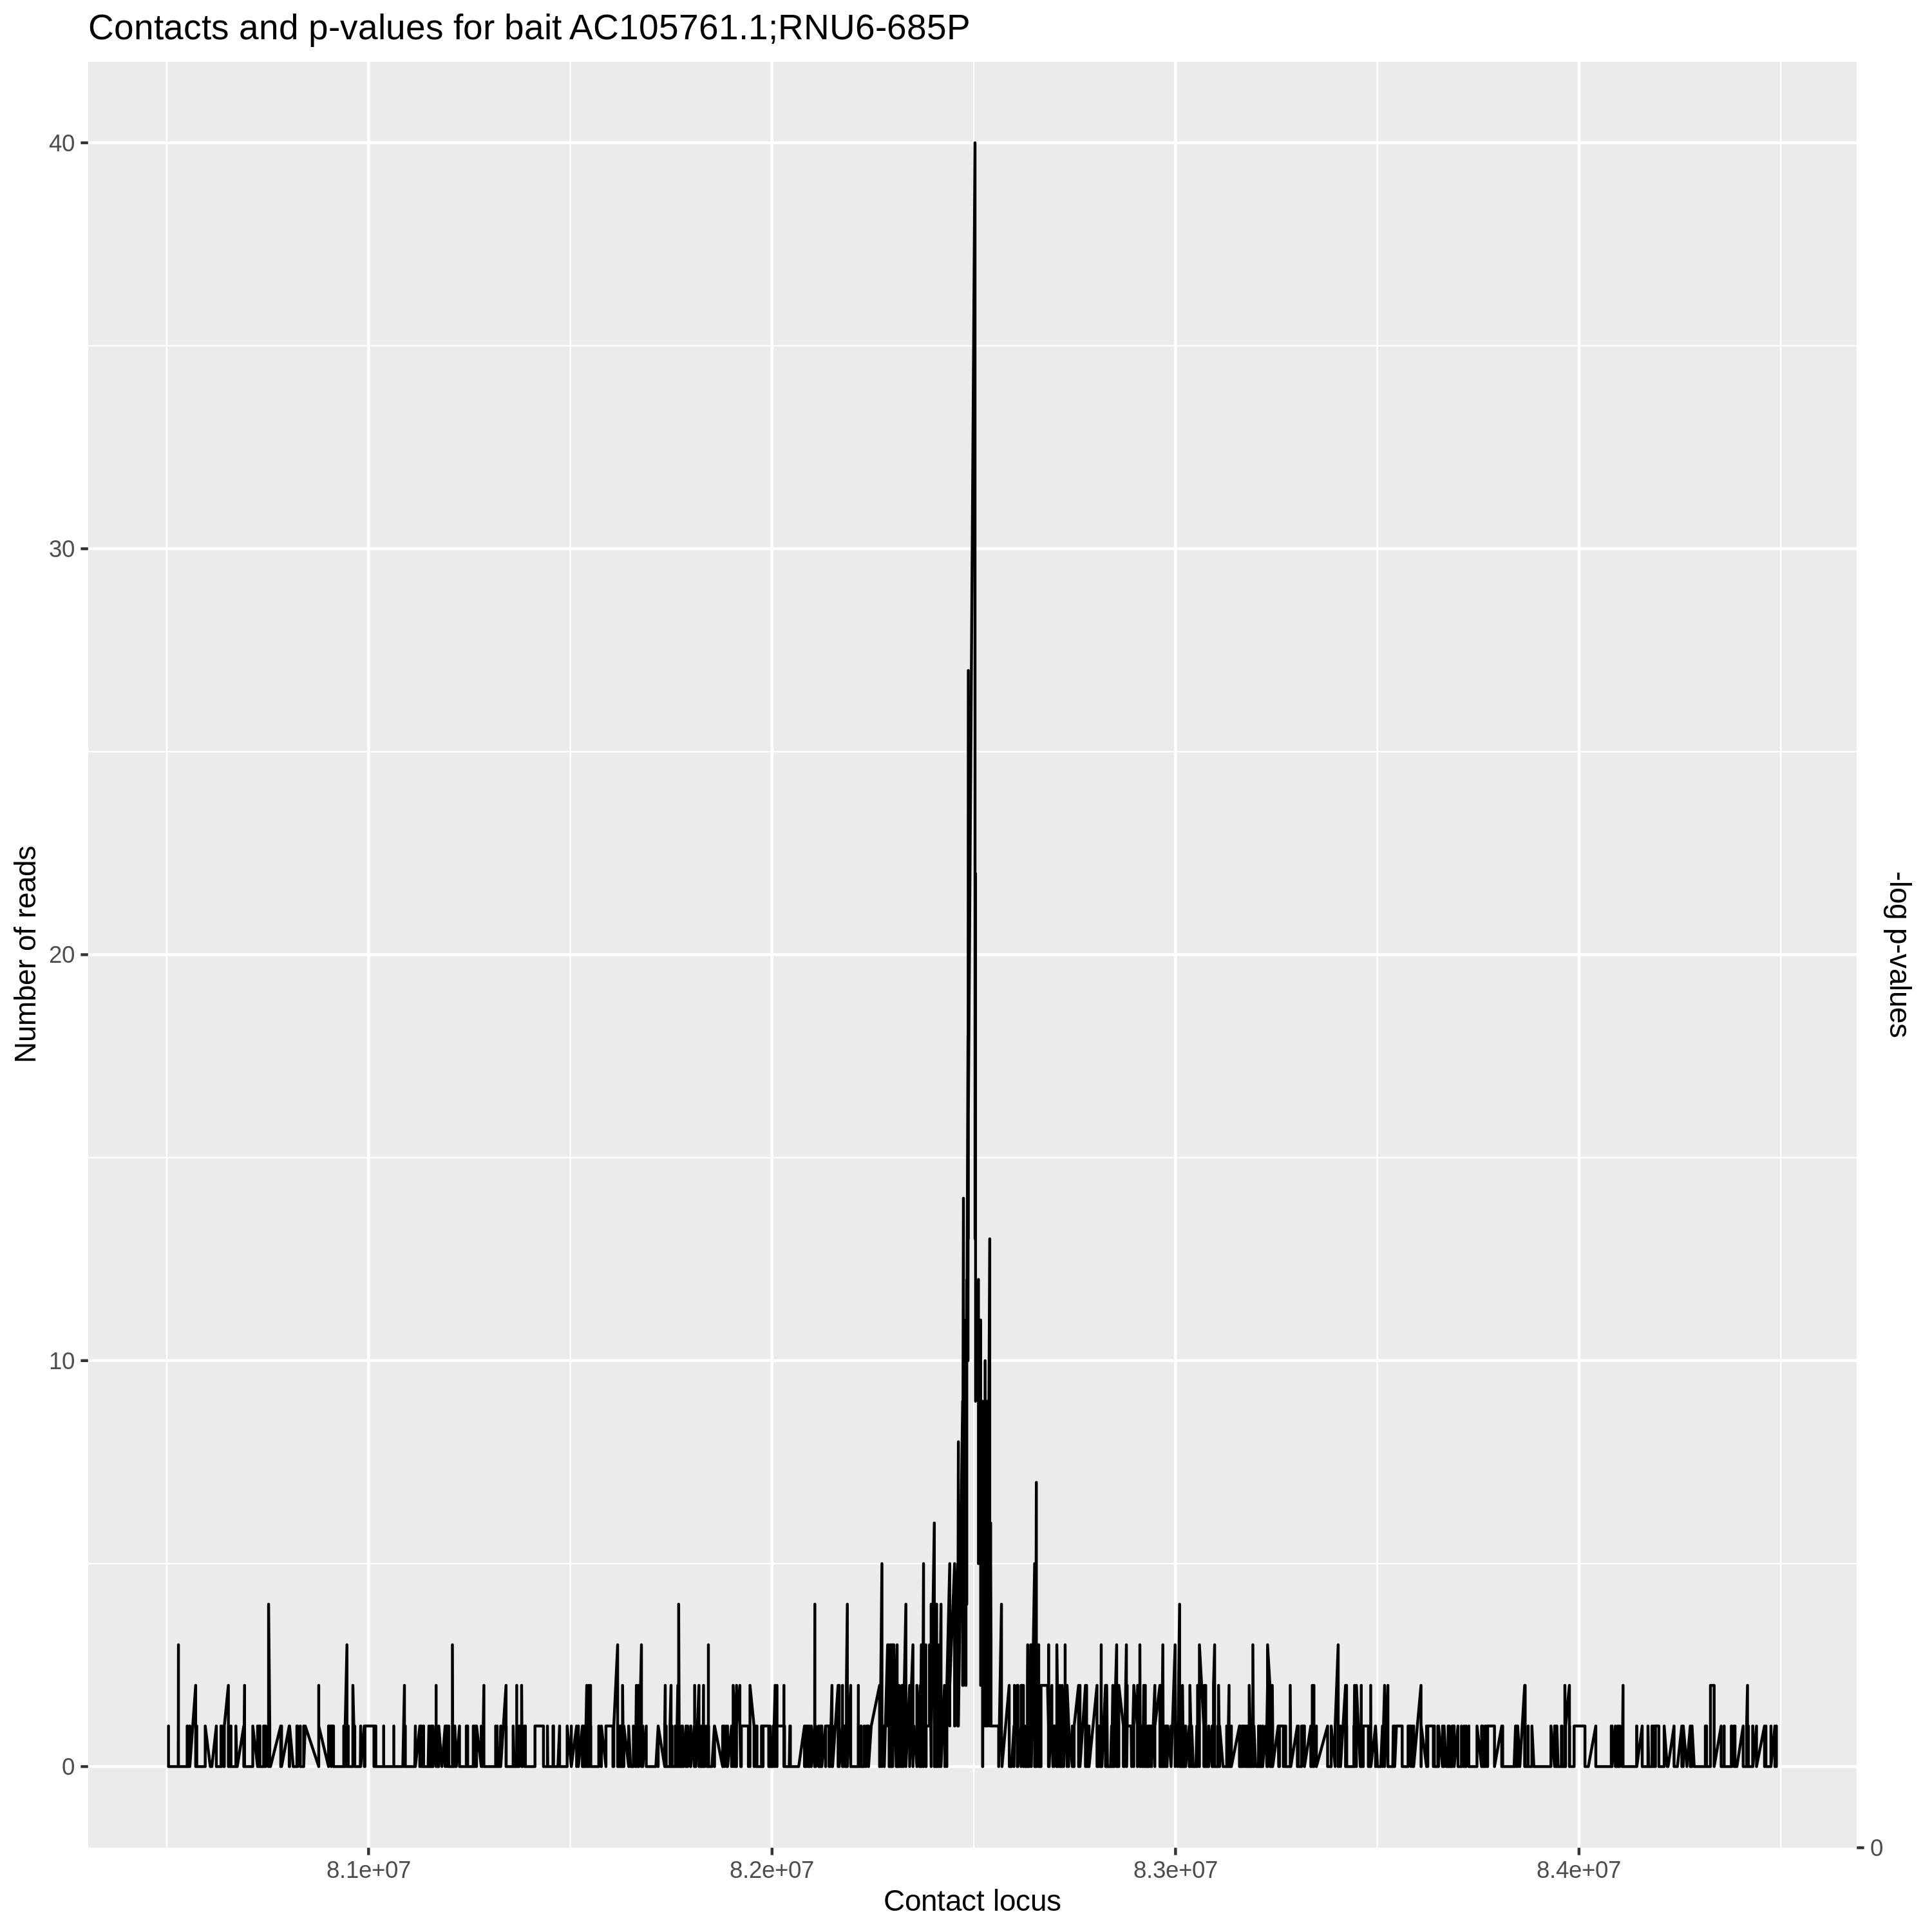 Contacts and p-values for bait AC105761.1;RNU6-685P
40
30
20
10
0
Number of reads
-log p-values
0
8.1e+07
8.2e+07
8.3e+07
8.4e+07
Contact locus